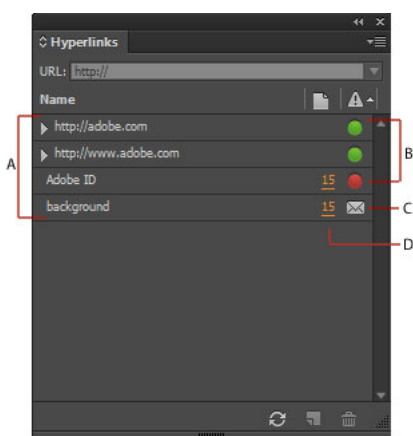 Hyperlinks
URL: http://
Name
http://adobe.com
http://www.adobe.com
Adobe ID 15
background 15
A
B
C
D